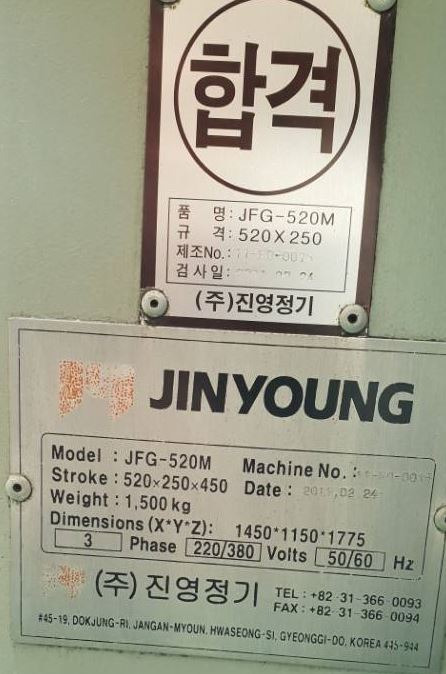 합격
품 명: JFG-520M
규 격: 520X250
제조No.:
검사일:
(주)진영정기
JINYOUNG
Model : JFG-520M Machine No. :
Stroke : 520×250×450 Date :
Weight : 1,500kg
Dimensions (X*Y*Z): 1450*1150*1775
3 Phase 220/380 Volts 50/60 Hz
(주) 진영정기 TEL : +82-31-366-0093
FAX : +82-31-366-0094
#45-19, DOKJUNG-RI, JANGAN-MYOUN, HWASEONG-SI, GYEONGGI-DO, KOREA 445-944